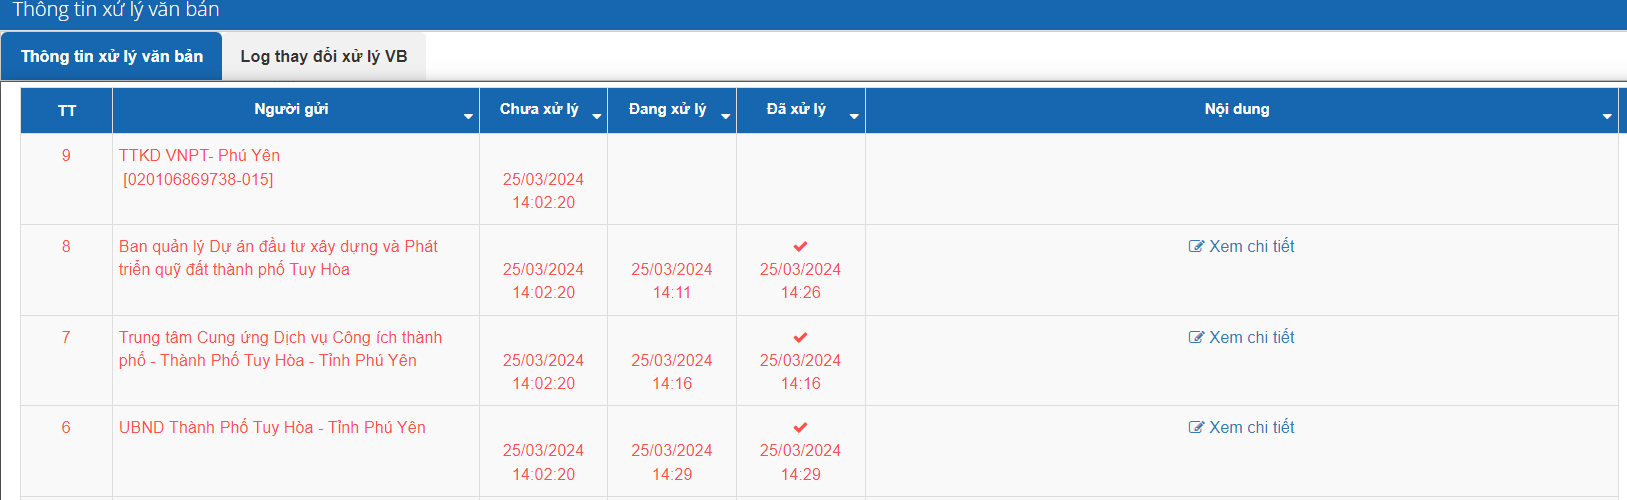 Thông tin xử lý văn bản
Thông tin xử lý văn bản
Log thay đổi xử lý VB
TT
Người gửi
Chưa xử lý
Đang xử lý
Đã xử lý
Nội dung
9
TTKD VNPT- Phú Yên
[020106869738-015]
25/03/2024
14:02:20
8
Ban quản lý Dự án đầu tư xây dựng và Phát
triển quỹ đất thành phố Tuy Hòa
25/03/2024
14:02:20
25/03/2024
14:11
25/03/2024
14:26
Xem chi tiết
7
Trung tâm Cung ứng Dịch vụ Công ích thành
phố - Thành Phố Tuy Hòa - Tỉnh Phú Yên
25/03/2024
14:02:20
25/03/2024
14:16
25/03/2024
14:16
Xem chi tiết
6
UBND Thành Phố Tuy Hòa - Tỉnh Phú Yên
25/03/2024
14:02:20
25/03/2024
14:29
25/03/2024
14:29
Xem chi tiết